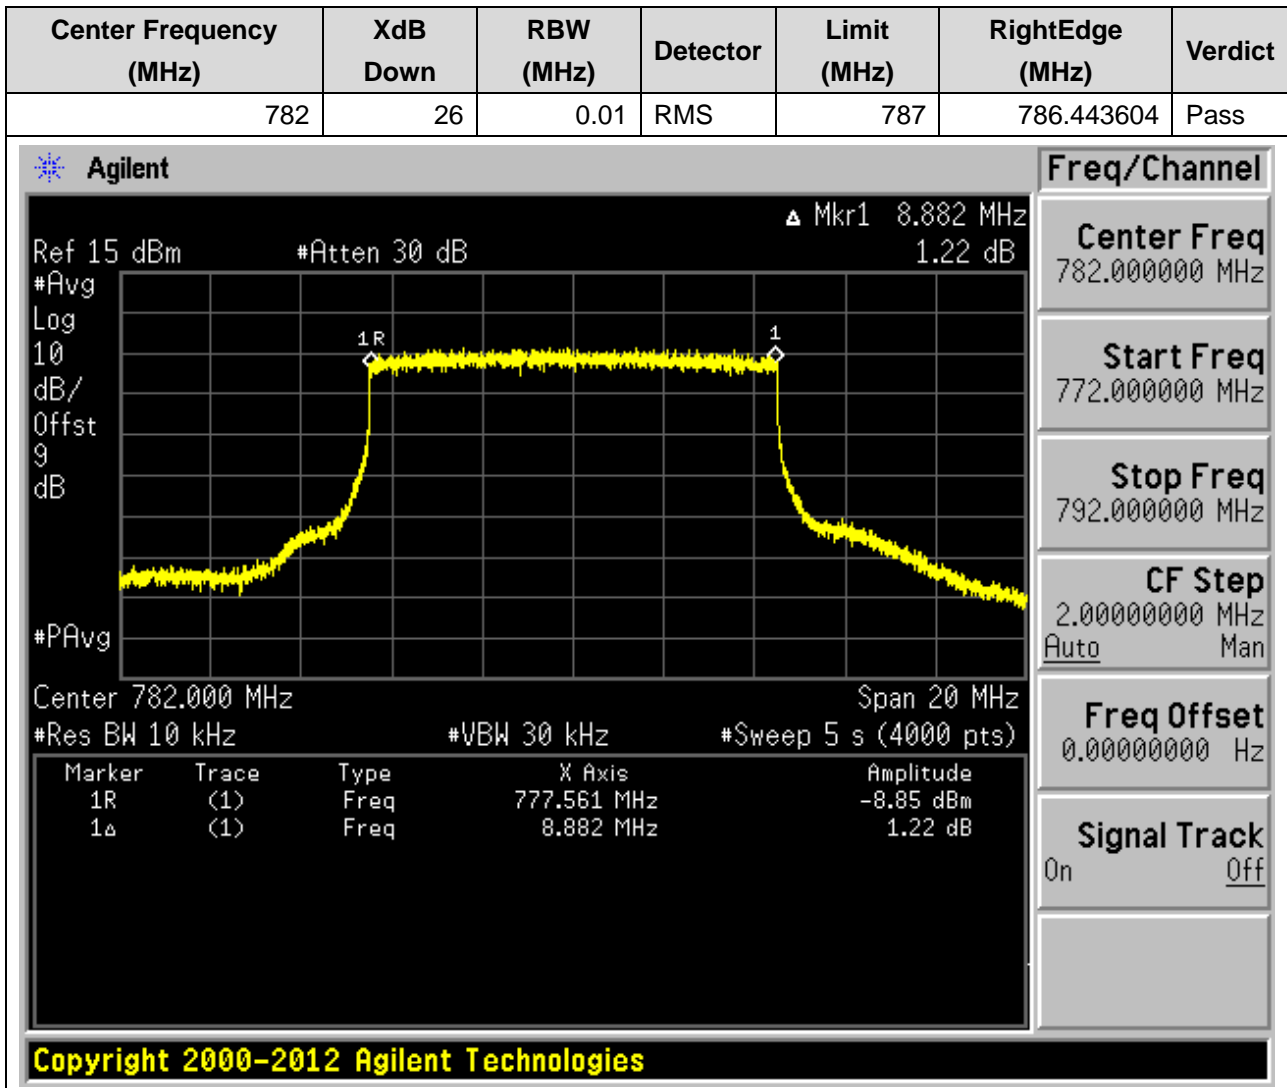 Center Frequency (MHz) XdB Down RBW (MHz) Detector Limit (MHz) RightEdge (MHz) Verdict
782 26 0.01 RMS 787 786.443604 Pass
Agilent
Freq/Channel
Δ Mkr1 8.882 MHz
Ref 15 dBm #Atten 30 dB 1.22 dB
#Avg
Log
10
dB/
Offst
9
dB
#PAvg
1R
1
Center 782.000 MHz Span 20 MHz
#Res BW 10 kHz #VBW 30 kHz #Sweep 5 s (4000 pts)
Marker Trace Type X Axis Amplitude
1R (1) Freq 777.561 MHz -8.85 dBm
1Δ (1) Freq 8.882 MHz 1.22 dB
Center Freq
782.000000 MHz
Start Freq
772.000000 MHz
Stop Freq
792.000000 MHz
CF Step
2.00000000 MHz
Auto Man
Freq Offset
0.00000000 Hz
Signal Track
On Off
Copyright 2000-2012 Agilent Technologies